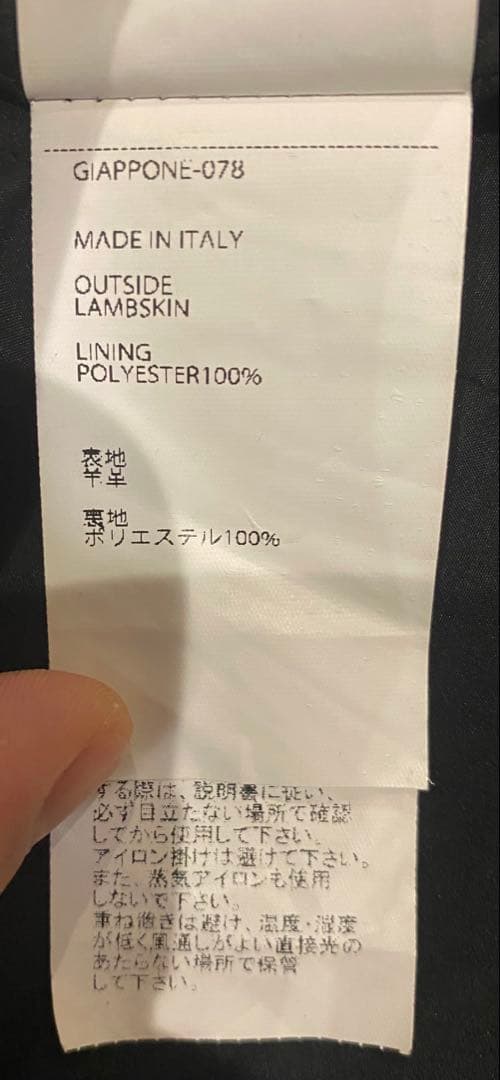 GIAPPONE-078
MADE IN ITALY
OUTSIDE
LAMBSKIN
LINING
POLYESTER100%
表地
羊革
裏地
ポリエステル100%
する際は、説明書に従い、
必ず目立たない場所で確認
してから使用して下さい。
アイロン掛けは避けて下さい。
また、蒸気アイロンも使用
しないで下さい。
重ね置きは避け、温度・湿度
が低く風通しがよい直接光の
あたらない場所で保管
して下さい。